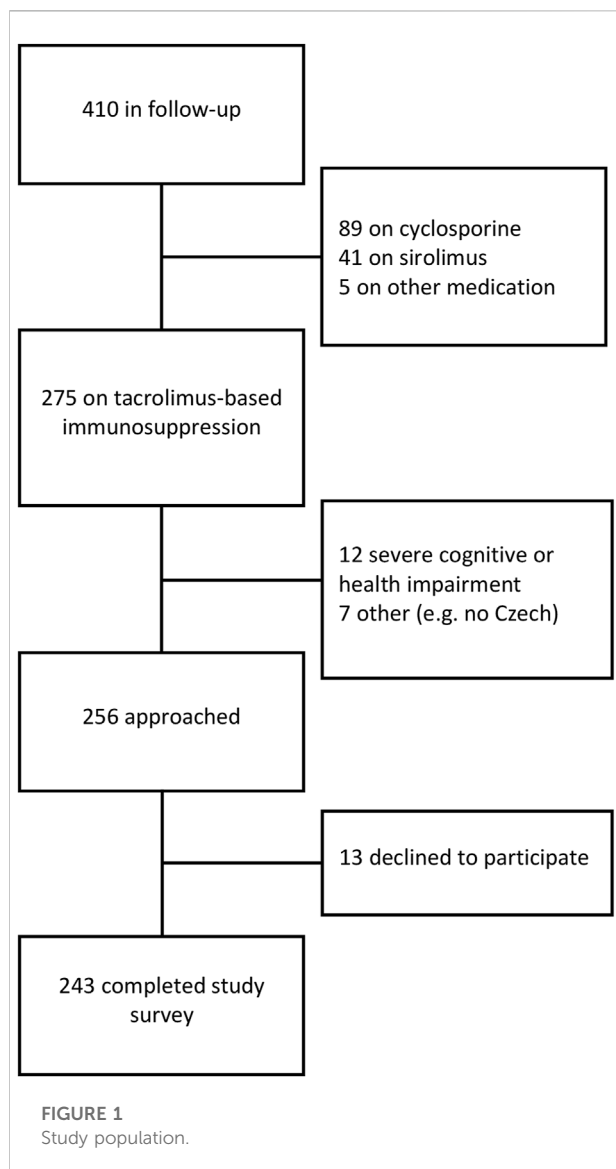 410 in follow-up
89 on cyclosporine
41 on sirolimus
5 on other medication
275 on tacrolimus-based
immunosuppression
12 severe cognitive or
health impairment
7 other (e.g. no Czech)
256 approached
13 declined to participate
243 completed study
survey
FIGURE 1
Study population.